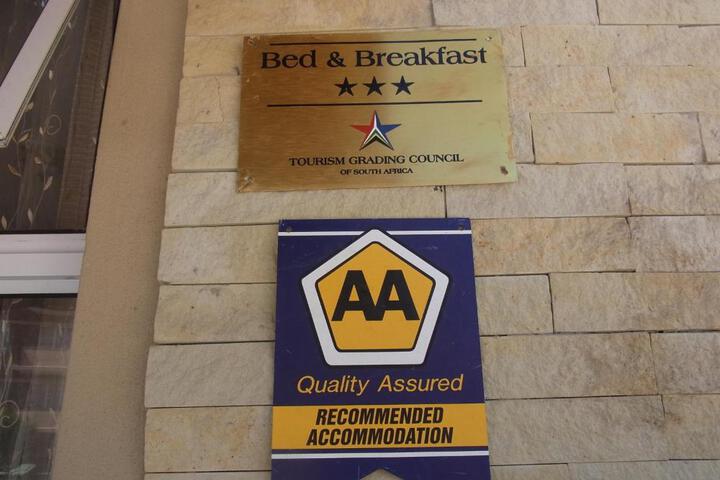 Bed & Breakfast
TOURISM GRADING COUNCIL
OF SOUTH AFRICA
AA
Quality Assured
RECOMMENDED
ACCOMMODATION